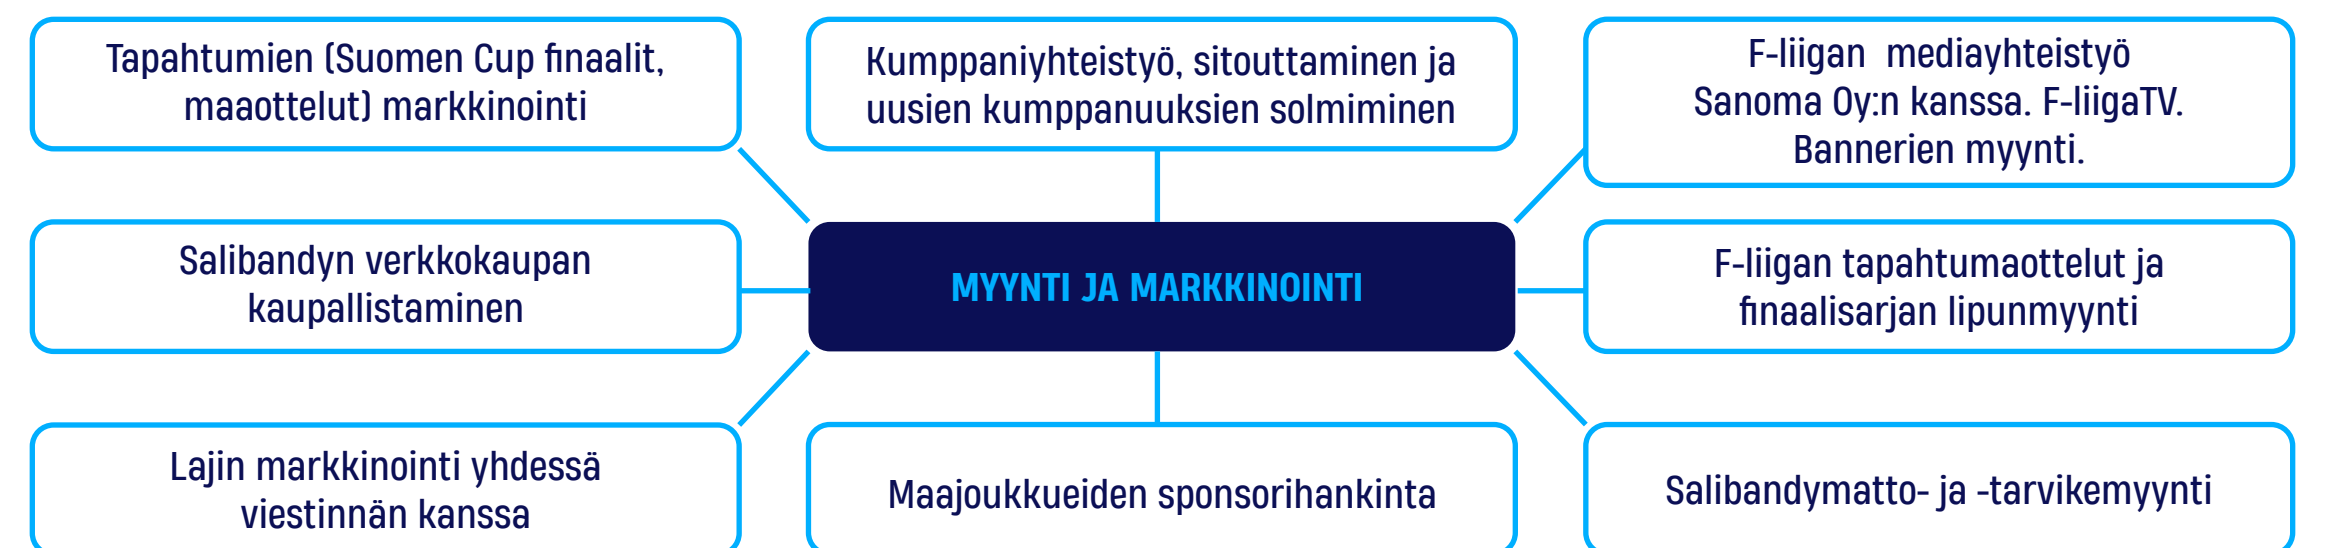 Tapahtumien (Suomen Cup finaalit,
maaottelut) markkinointi
Kumppaniyhteistyö, sitouttaminen ja
uusien kumppanuuksien solmiminen
F-liigan mediayhteistyö
Sanoma Oy:n kanssa. F-liigaTV.
Bannerien myynti.
Salibandyn verkkokaupan
kaupallistaminen
MYYNTI JA MARKKINOINTI
F-liigan tapahtumaottelut ja
finaalisarjan lipunmyynti
Lajin markkinointi yhdessä
viestinnän kanssa
Maajoukkueiden sponsorihankinta
Salibandymatto- ja -tarvikemyynti